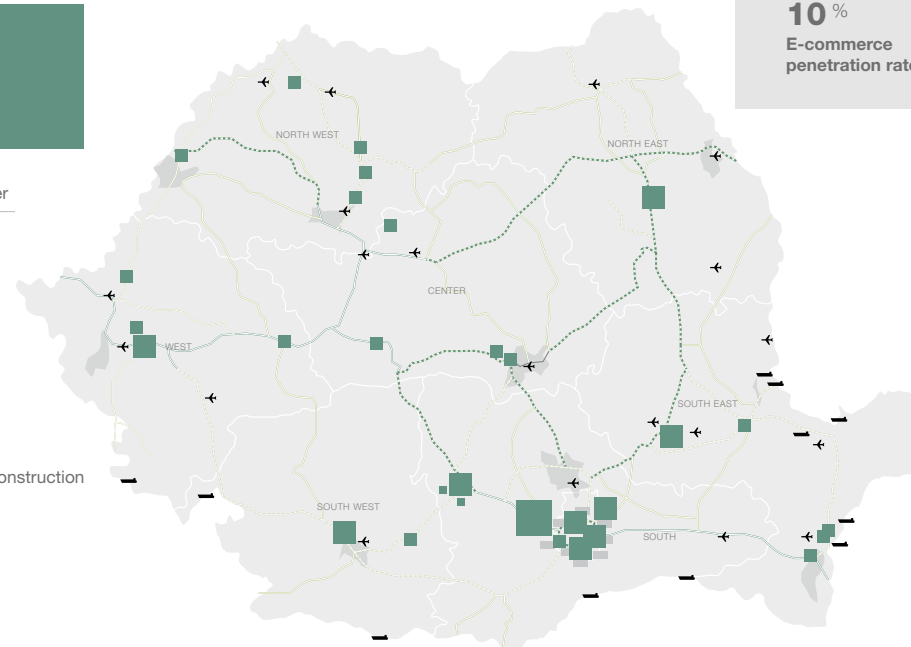 10 %
E-commerce
penetration rate
NORTH WEST
NORTH EAST
er
CENTER
WEST
SOUTH EAST
onstruction
SOUTH WEST
SOUTH